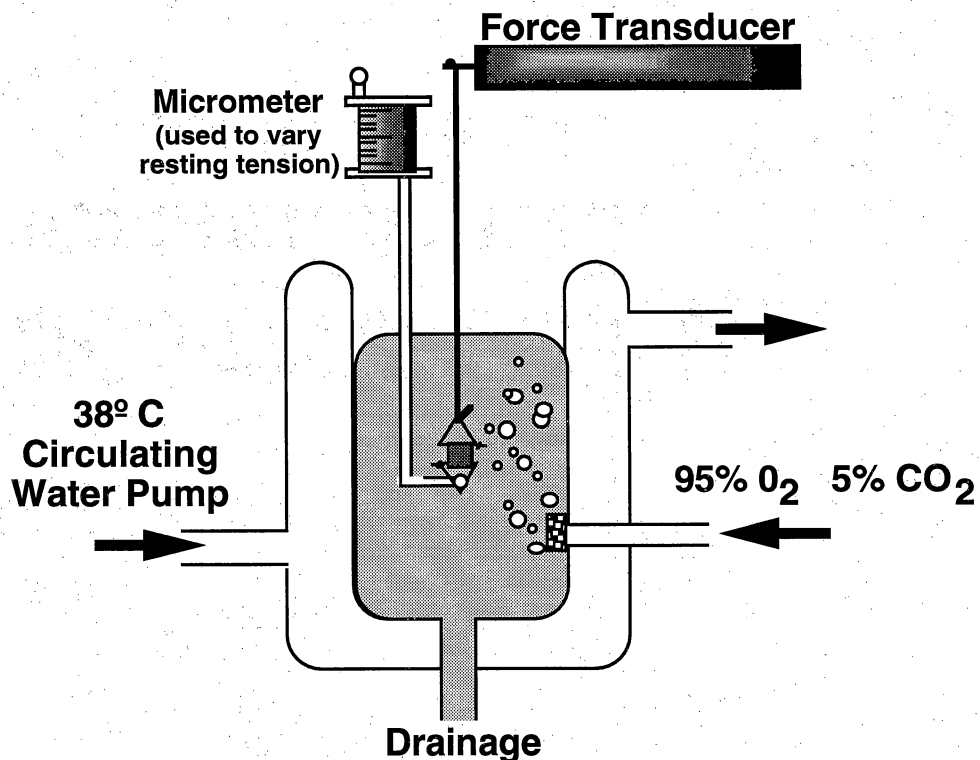 Force Transducer
Micrometer
(used to vary
resting tension)
38º C
Circulating
Water Pump
95% 0₂ 5% CO₂
Drainage